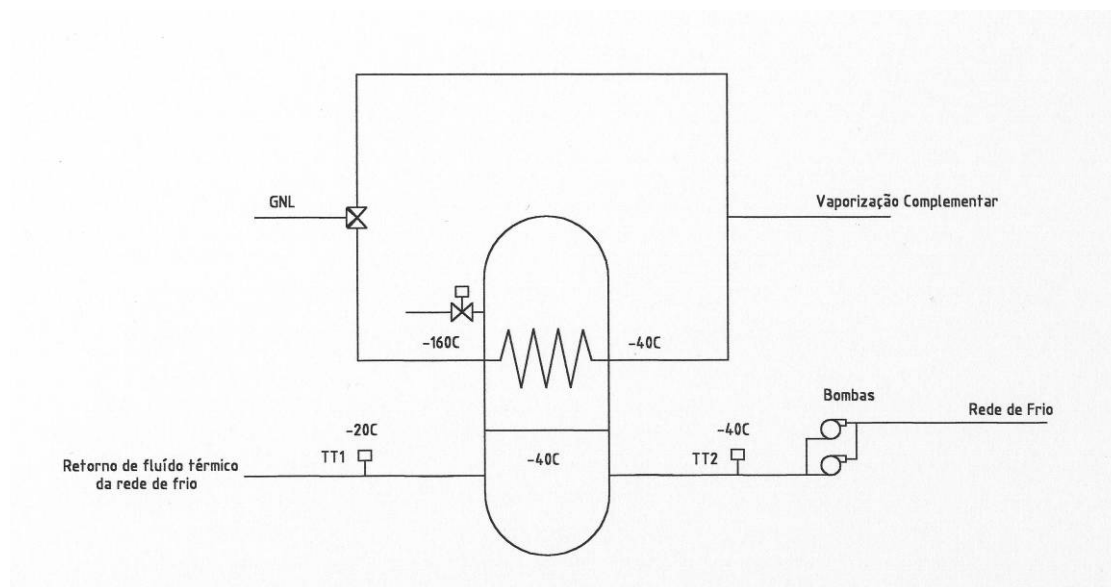 GNL
Vaporização Complementar
-160C
-40C
Bombas
Rede de Frio
-20C
-40C
TT1
-40C
TT2
Retorno de fluído térmico
da rede de frio